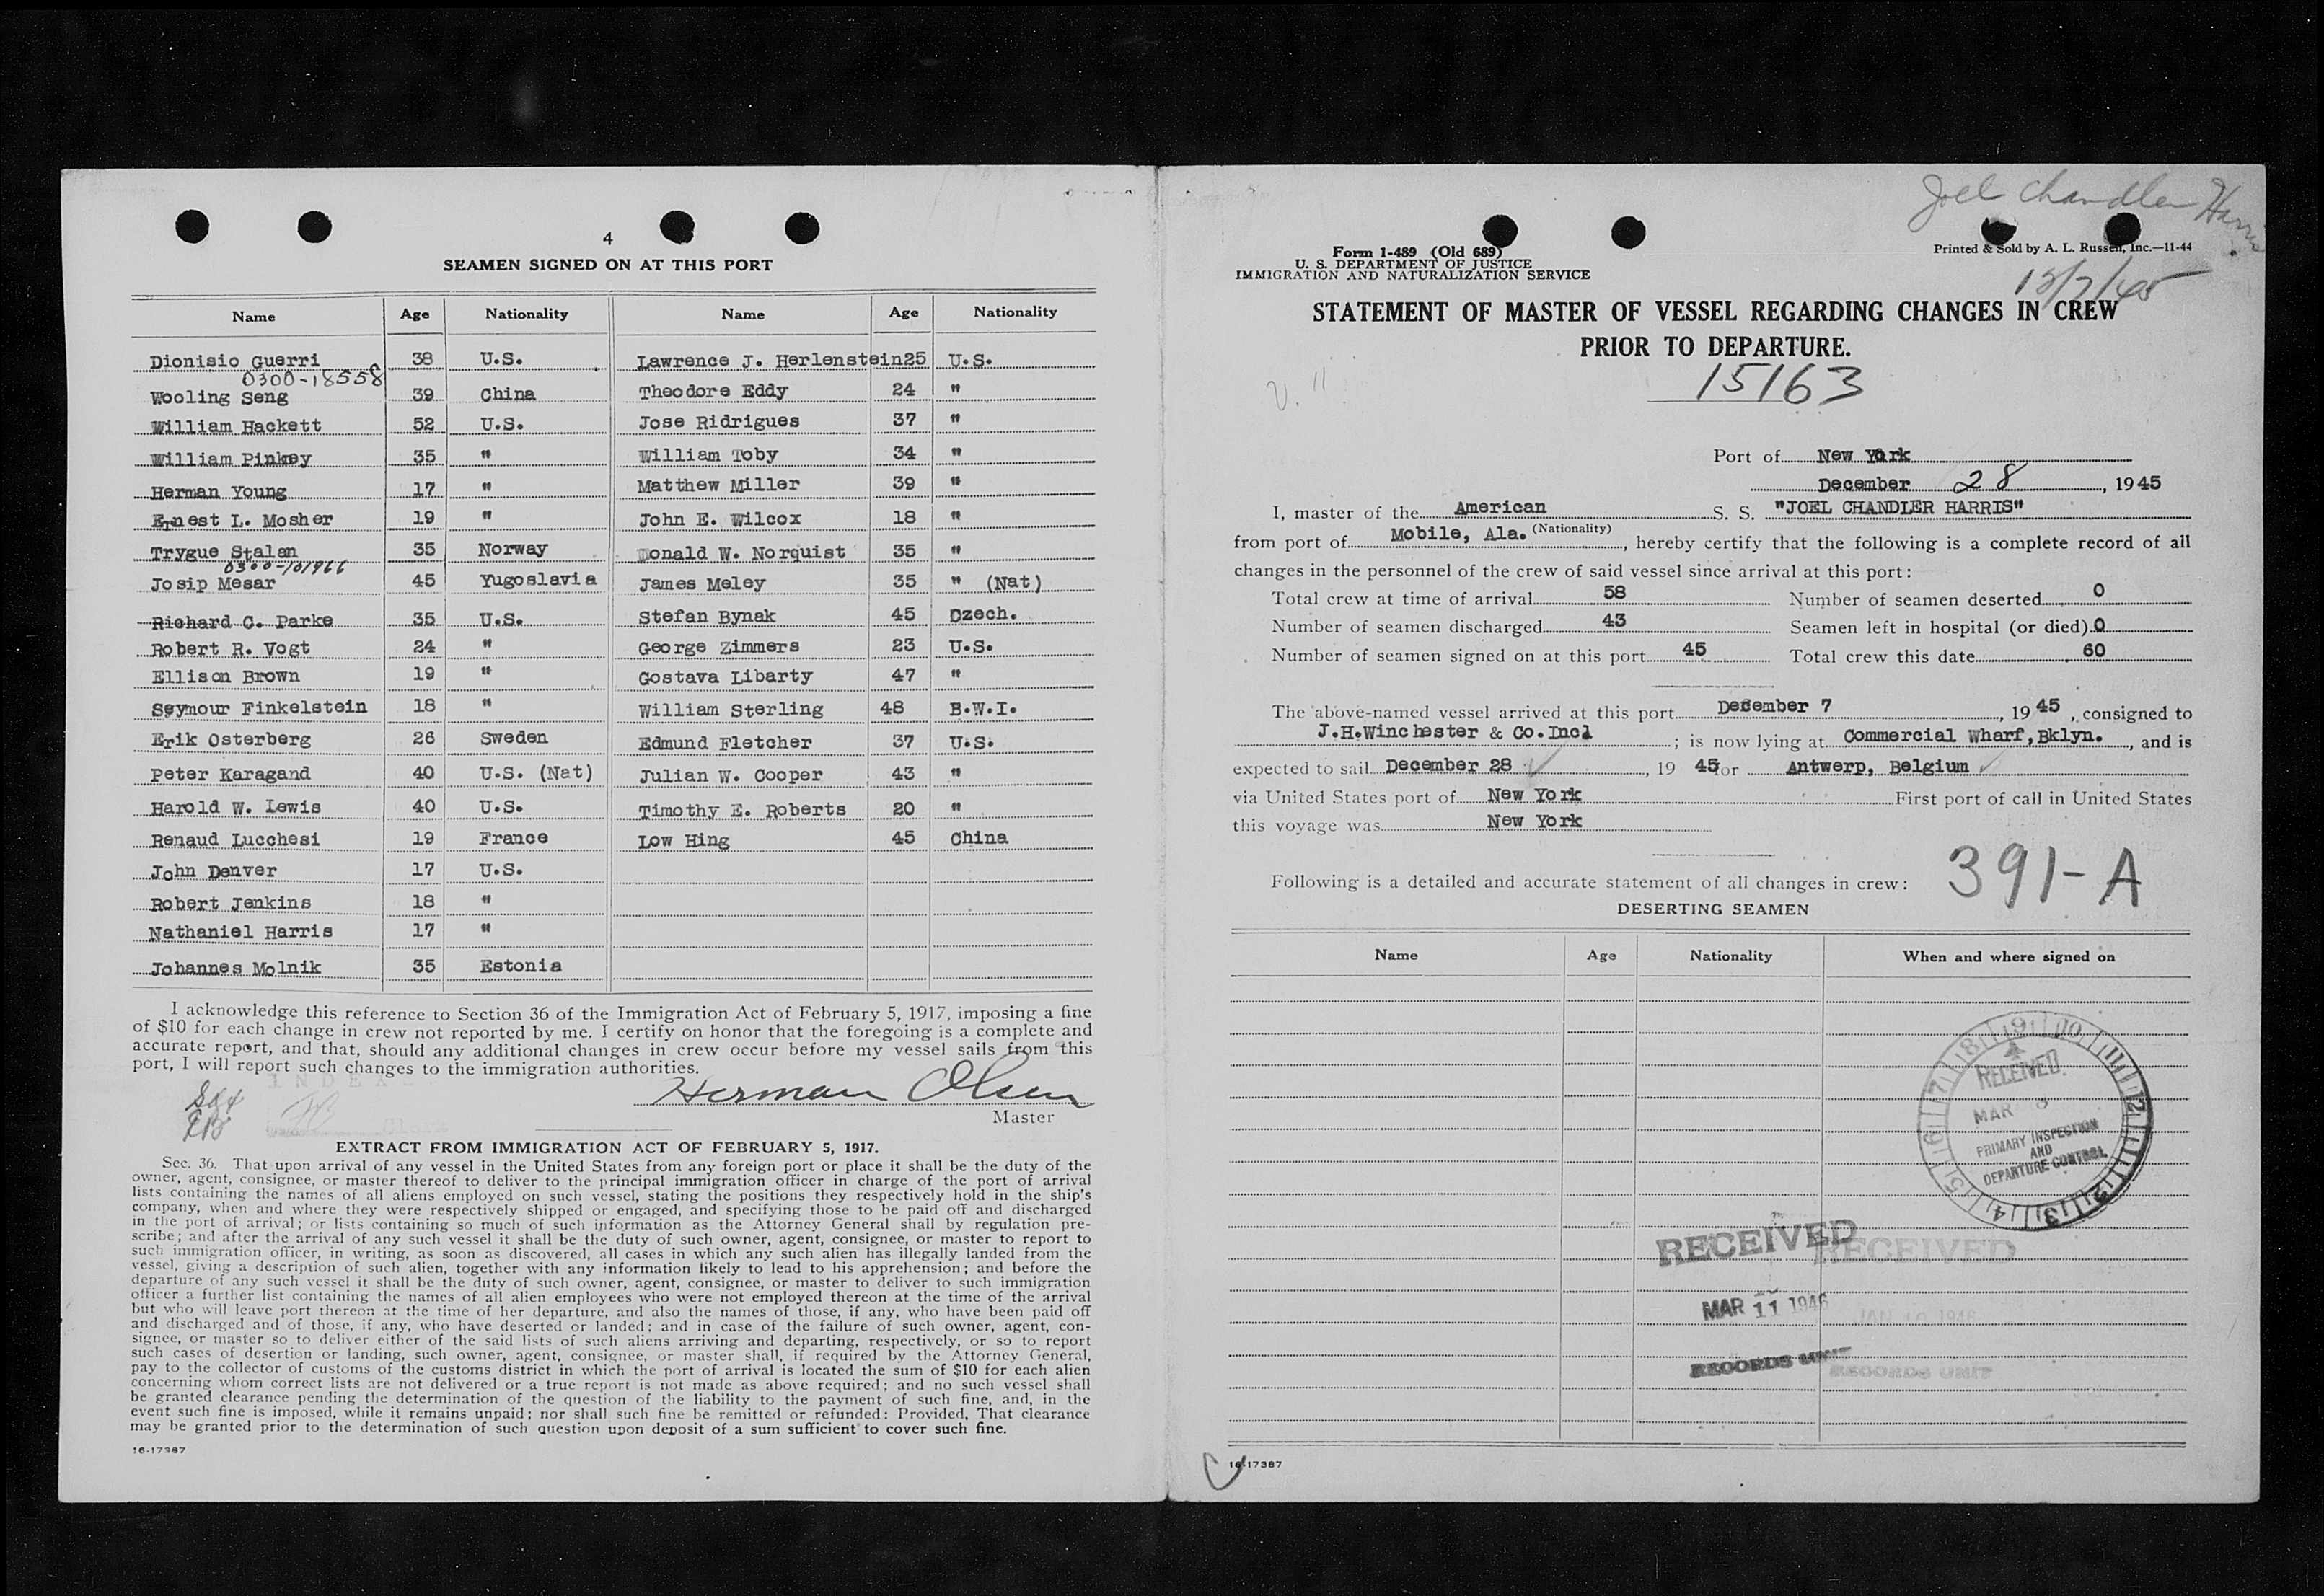 4
SEAMEN SIGNED ON AT THIS PORT
Name Age Nationality Name Age Nationality
Dionisio Guerri 38 U.S. Lawrence J. Herlenstein 25 U.S.
0300-18558
Wooling Seng 39 China Theodore Eddy 24 "
William Hackett 52 U.S. Jose Ridrigues 37 "
William Pinkey 35 " William Toby 34 "
Herman Young 17 " Matthew Miller 39 "
Ernest L. Mosher 19 " John E. Wilcox 18 "
Trygue Stalan 35 Norway Donald W. Norquist 35 "
0300-101966
Josip Mesar 45 Yugoslavia James Meley 35 " (Nat)
Richard C. Parke 35 U.S. Stefan Bynak 45 Czech.
Robert R. Vogt 24 " George Zimmers 23 U.S.
Ellison Brown 19 " Gostava Libarty 47 "
Seymour Finkelstein 18 " William Sterling 48 B.W.I.
Erik Osterberg 26 Sweden Edmund Fletcher 37 U.S.
Peter Karagand 40 U.S. (Nat) Julian W. Cooper 43 "
Harold W. Lewis 40 U.S. Timothy E. Roberts 20 "
Renaud Lucchesi 19 France Low Hing 45 China
John Denver 17 U.S.
Robert Jenkins 18 "
Nathaniel Harris 17 "
Johannes Molnik 35 Estonia
I acknowledge this reference to Section 36 of the Immigration Act of February 5, 1917, imposing a fine
of $10 for each change in crew not reported by me. I certify on honor that the foregoing is a complete and
accurate report, and that, should any additional changes in crew occur before my vessel sails from this
port, I will report such changes to the immigration authorities.
Herman Olsen
Master
EXTRACT FROM IMMIGRATION ACT OF FEBRUARY 5, 1917.
Sec. 36. That upon arrival of any vessel in the United States from any foreign port or place it shall be the duty of the
owner, agent, consignee, or master thereof to deliver to the principal immigration officer in charge of the port of arrival
lists containing the names of all aliens employed on such vessel, stating the positions they respectively hold in the ship's
company, when and where they were respectively shipped or engaged, and specifying those to be paid off and discharged
in the port of arrival; or lists containing so much of such information as the Attorney General shall by regulation pre-
scribe; and after the arrival of any such vessel it shall be the duty of such owner, agent, consignee, or master to report to
such immigration officer, in writing, as soon as discovered, all cases in which any such alien has illegally landed from the
vessel, giving a description of such alien, together with any information likely to lead to his apprehension; and before the
departure of any such vessel it shall be the duty of such owner, agent, consignee, or master to deliver to such immigration
officer a further list containing the names of all alien employees who were not employed thereon at the time of the arrival
but who will leave port thereon at the time of her departure, and also the names of those, if any, who have been paid off
and discharged and of those, if any, who have deserted or landed; and in case of the failure of such owner, agent, con-
signee, or master so to deliver either of the said lists of such aliens arriving and departing, respectively, or so to report
such cases of desertion or landing, such owner, agent, consignee, or master shall, if required by the Attorney General,
pay to the collector of customs of the customs district in which the port of arrival is located the sum of $10 for each alien
concerning whom correct lists are not delivered or a true report is not made as above required; and no such vessel shall
be granted clearance pending the determination of the question of the liability to the payment of such fine, and, in the
event such fine is imposed, while it remains unpaid; nor shall such fine be remitted or refunded: Provided, That clearance
may be granted prior to the determination of such question upon deposit of a sum sufficient to cover such fine.
16-17387
Joel Chandler Harris
Form 1-489 (Old 689)
U. S. DEPARTMENT OF JUSTICE
IMMIGRATION AND NATURALIZATION SERVICE
Printed & Sold by A. L. Russell, Inc.—11-44
12/7/45
STATEMENT OF MASTER OF VESSEL REGARDING CHANGES IN CREW
PRIOR TO DEPARTURE.
15163
Port of New York
December 28, 1945
I, master of the American S. S. "JOEL CHANDLER HARRIS"
(Nationality)
from port of Mobile, Ala., hereby certify that the following is a complete record of all
changes in the personnel of the crew of said vessel since arrival at this port:
Total crew at time of arrival 58 Number of seamen deserted 0
Number of seamen discharged 43 Seamen left in hospital (or died) 0
Number of seamen signed on at this port 45 Total crew this date 60
The above-named vessel arrived at this port December 7, 1945, consigned to
J.H.Winchester & Co.Incl; is now lying at Commercial Wharf, Bklyn., and is
expected to sail December 28, 1945 for Antwerp, Belgium
via United States port of New York First port of call in United States
this voyage was New York
391-A
Following is a detailed and accurate statement of all changes in crew:
DESERTING SEAMEN
Name Age Nationality When and where signed on
RECEIVED
MAR 8
PRIMARY INSPECTION
AND
DEPARTURE CONTROL
RECEIVED RECEIVED
MAR 11 1946 JAN 10 1946
RECORDS UNIT RECORDS UNIT
16-17387